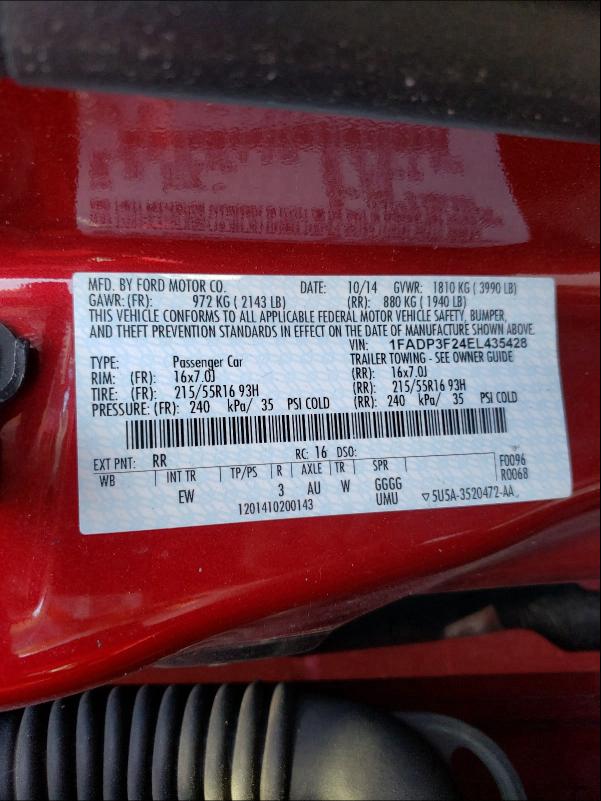 MFD. BY FORD MOTOR CO. DATE: 10/14 GVWR: 1810 KG ( 3990 LB)
GAWR: (FR): 972 KG ( 2143 LB) (RR): 880 KG ( 1940 LB)
THIS VEHICLE CONFORMS TO ALL APPLICABLE FEDERAL MOTOR VEHICLE SAFETY, BUMPER,
AND THEFT PREVENTION STANDARDS IN EFFECT ON THE DATE OF MANUFACTURE SHOWN ABOVE.
VIN: 1FADP3F24EL435428
TYPE: Passenger Car TRAILER TOWING - SEE OWNER GUIDE
RIM: (FR): 16x7.0J (RR): 16x7.0J
TIRE: (FR): 215/55R16 93H (RR): 215/55R16 93H
PRESSURE: (FR): 240 kPa/ 35 PSI COLD (RR): 240 kPa/ 35 PSI COLD
EXT PNT: RR RC: 16 DSO:
WB INT TR TP/PS R AXLE TR SPR F0096
EW 3 AU W GGGG R0068
UMU
1201410200143 ▽5U5A-3520472-AA